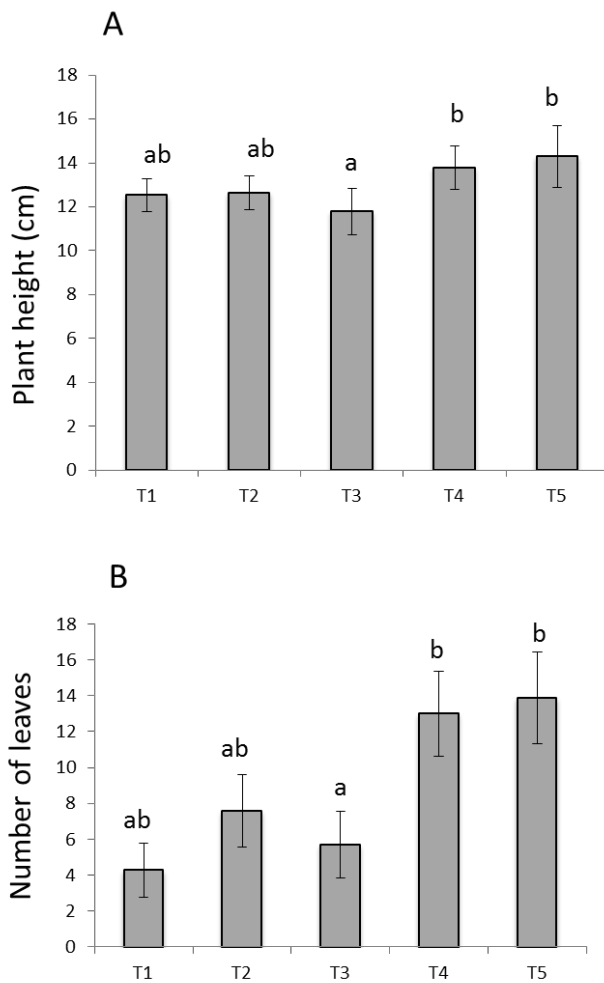 A
Plant height (cm)
18
16
14
12
10
8
6
4
2
0
ab
ab
a
b
b
T1 T2 T3 T4 T5
B
Number of leaves
18
16
14
12
10
8
6
4
2
0
ab
ab
a
b
b
T1 T2 T3 T4 T5